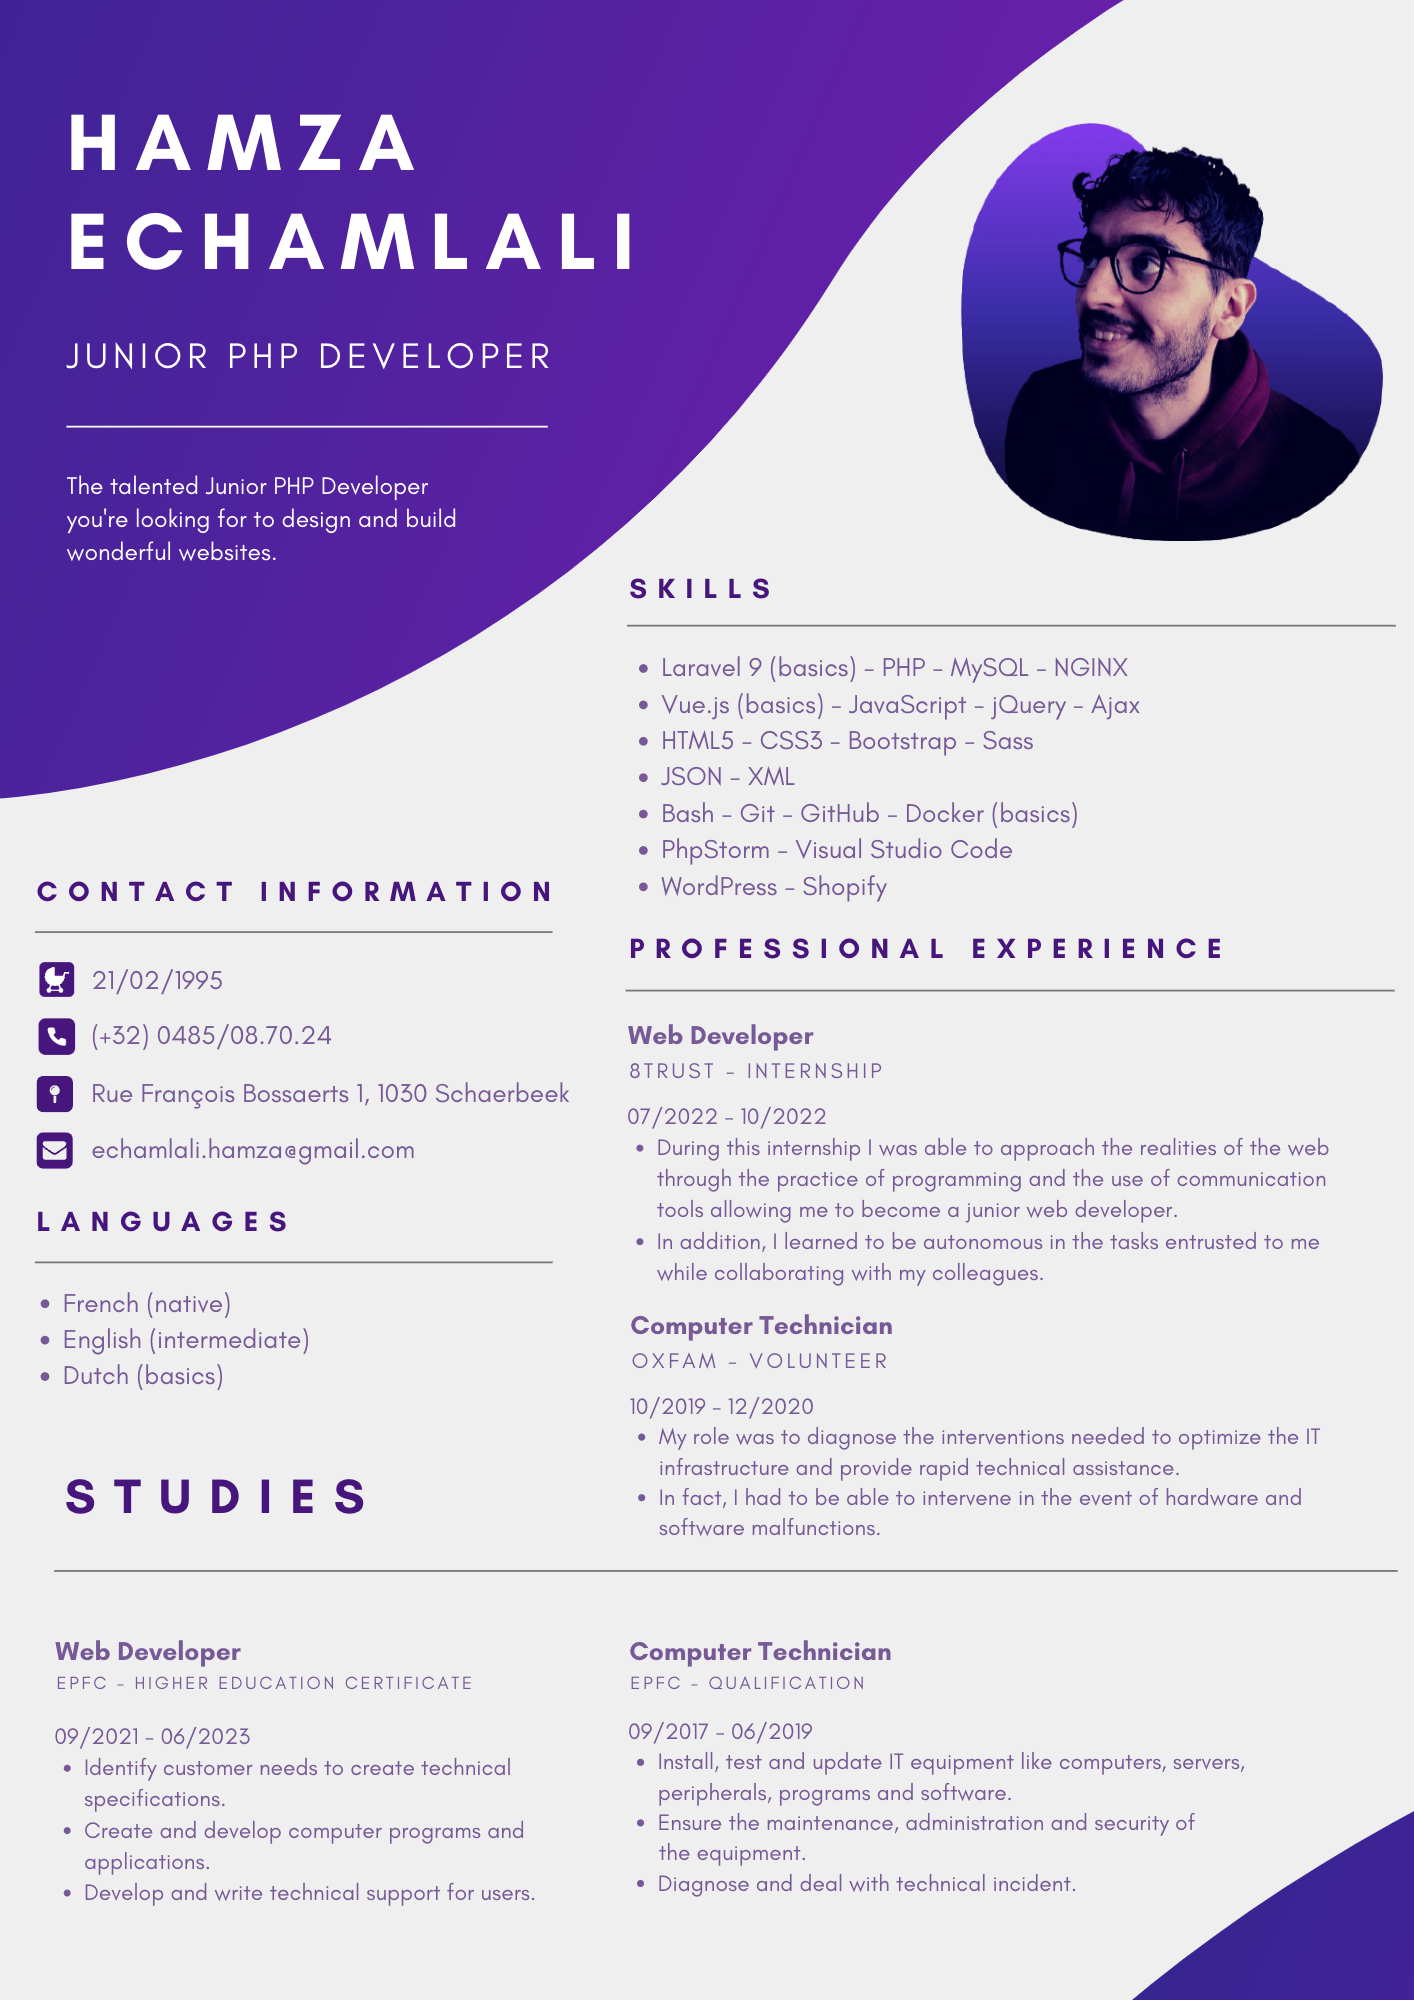 HAMZA
ECHAMLALI
JUNIOR PHP DEVELOPER
The talented Junior PHP Developer
you're looking for to design and build
wonderful websites.
CONTACT INFORMATION
21/02/1995
(+32) 0485/08.70.24
Rue François Bossaerts 1, 1030 Schaerbeek
echamlali.hamza@gmail.com
LANGUAGES
• French (native)
• English (intermediate)
• Dutch (basics)
SKILLS
• Laravel 9 (basics) - PHP - MySQL - NGINX
• Vue.js (basics) - JavaScript - jQuery - Ajax
• HTML5 - CSS3 - Bootstrap - Sass
• JSON - XML
• Bash - Git - GitHub - Docker (basics)
• PhpStorm - Visual Studio Code
• WordPress - Shopify
PROFESSIONAL EXPERIENCE
Web Developer
8TRUST - INTERNSHIP
07/2022 - 10/2022
• During this internship I was able to approach the realities of the web
through the practice of programming and the use of communication
tools allowing me to become a junior web developer.
• In addition, I learned to be autonomous in the tasks entrusted to me
while collaborating with my colleagues.
Computer Technician
OXFAM - VOLUNTEER
10/2019 - 12/2020
• My role was to diagnose the interventions needed to optimize the IT
infrastructure and provide rapid technical assistance.
• In fact, I had to be able to intervene in the event of hardware and
software malfunctions.
STUDIES
Web Developer
EPFC - HIGHER EDUCATION CERTIFICATE
09/2021 - 06/2023
• Identify customer needs to create technical
specifications.
• Create and develop computer programs and
applications.
• Develop and write technical support for users.
Computer Technician
EPFC - QUALIFICATION
09/2017 - 06/2019
• Install, test and update IT equipment like computers, servers,
peripherals, programs and software.
• Ensure the maintenance, administration and security of
the equipment.
• Diagnose and deal with technical incident.